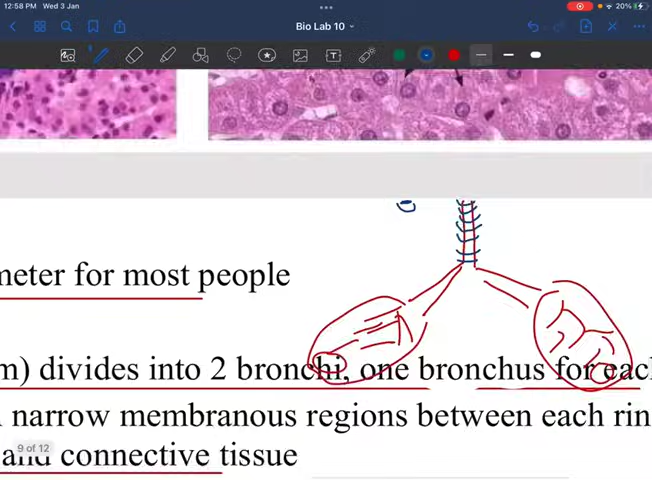 12:58 PM Wed 3 Jan
20%
Bio Lab 10
meter for most people
m) divides into 2 bronchi, one bronchus for each
narrow membranous regions between each rin
9 of 12
and connective tissue